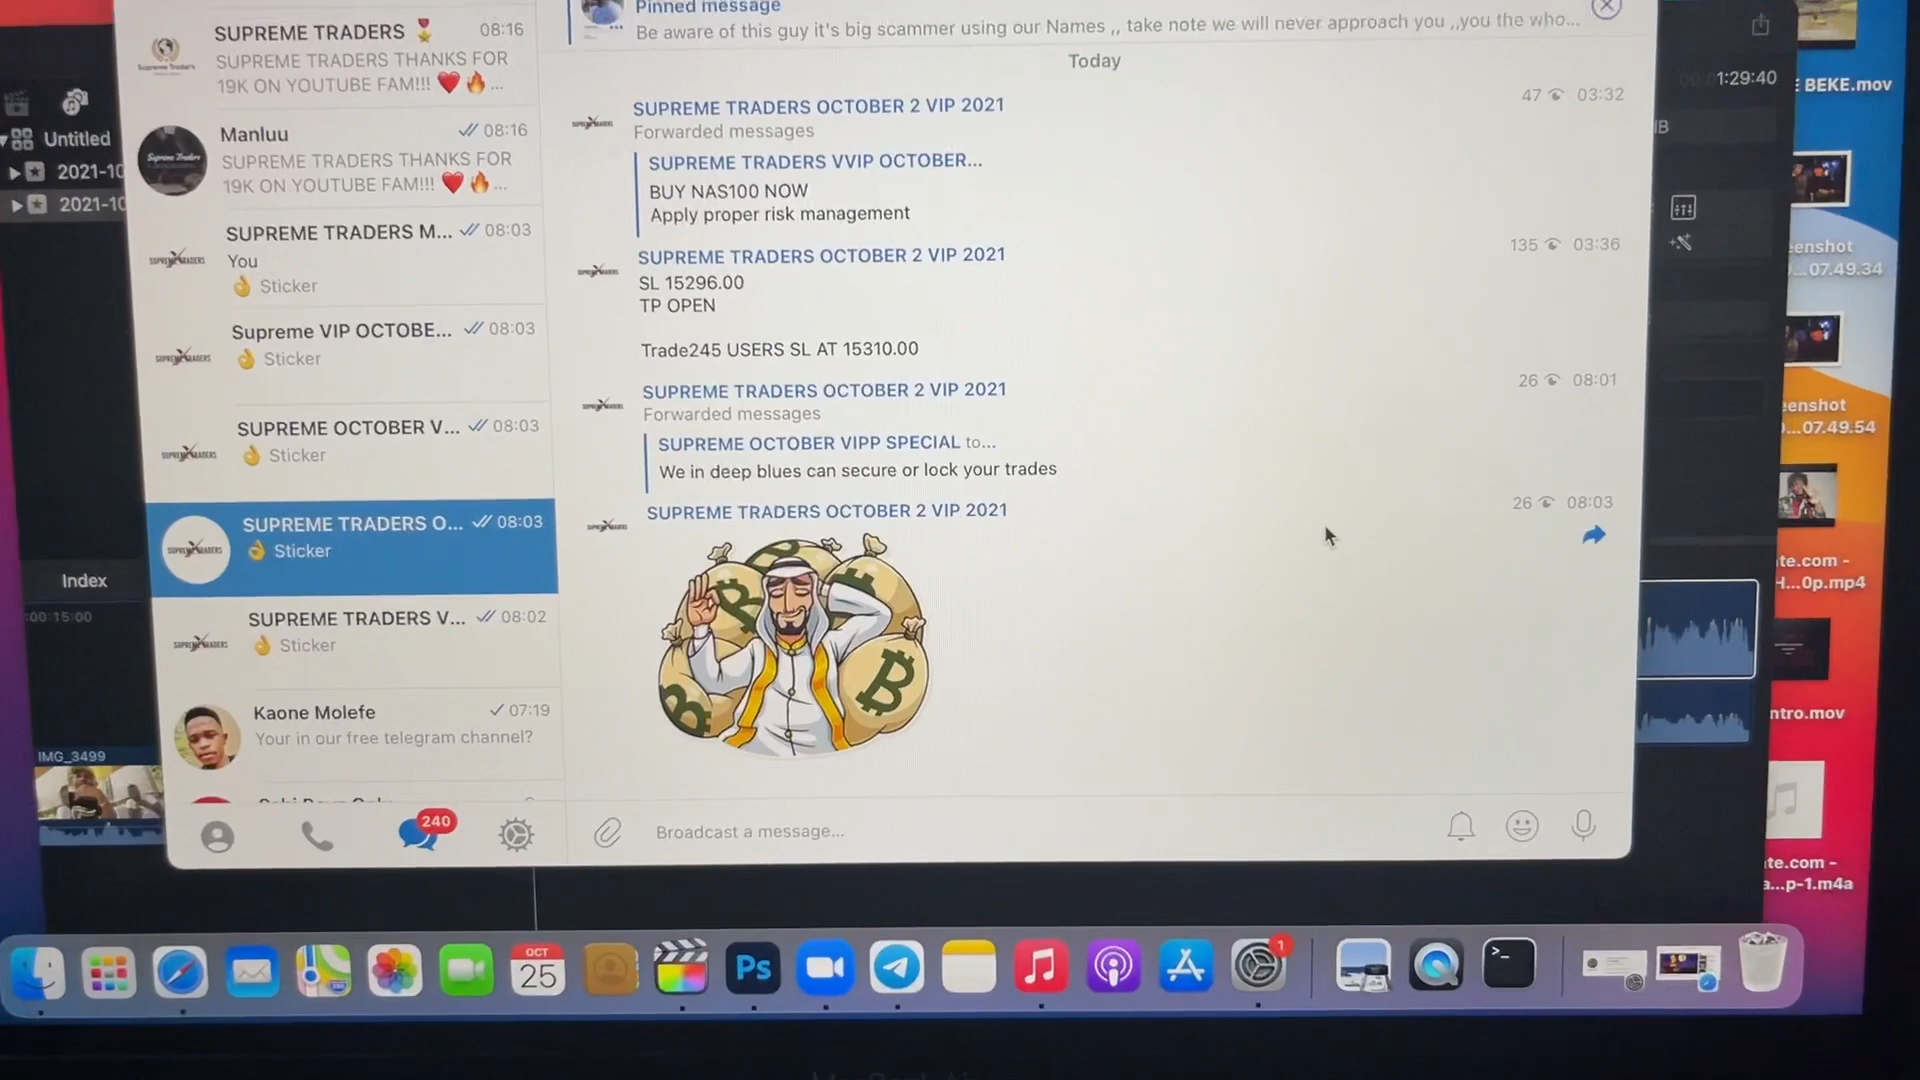 Pinned message
Be aware of this guy it's big scammer using our Names ,, take note we will never approach you ,,you the who...
SUPREME TRADERS 🎖 08:16
SUPREME TRADERS THANKS FOR
19K ON YOUTUBE FAM!!! ❤️🔥...
Manluu 08:16
SUPREME TRADERS THANKS FOR
19K ON YOUTUBE FAM!!! ❤️🔥...
SUPREME TRADERS M... 08:03
You
👌 Sticker
Supreme VIP OCTOBE... 08:03
👌 Sticker
SUPREME OCTOBER V... 08:03
👌 Sticker
SUPREME TRADERS O... 08:03
👌 Sticker
SUPREME TRADERS V... 08:02
👌 Sticker
Kaone Molefe 07:19
Your in our free telegram channel?
240
Today
SUPREME TRADERS OCTOBER 2 VIP 2021 47 03:32
Forwarded messages
SUPREME TRADERS VVIP OCTOBER...
BUY NAS100 NOW
Apply proper risk management
SUPREME TRADERS OCTOBER 2 VIP 2021 135 03:36
SL 15296.00
TP OPEN
Trade245 USERS SL AT 15310.00
SUPREME TRADERS OCTOBER 2 VIP 2021 26 08:01
Forwarded messages
SUPREME OCTOBER VIPP SPECIAL to...
We in deep blues can secure or lock your trades
SUPREME TRADERS OCTOBER 2 VIP 2021 26 08:03
Broadcast a message...
Untitled
2021-10
2021-10
Index
:00:15:00
IMG_3499
1:29:40
E BEKE.mov
eenshot
...07.49.34
eenshot
...07.49.54
te.com -
H...0p.mp4
ntro.mov
te.com -
a...p-1.m4a
OCT
25
Ps
1